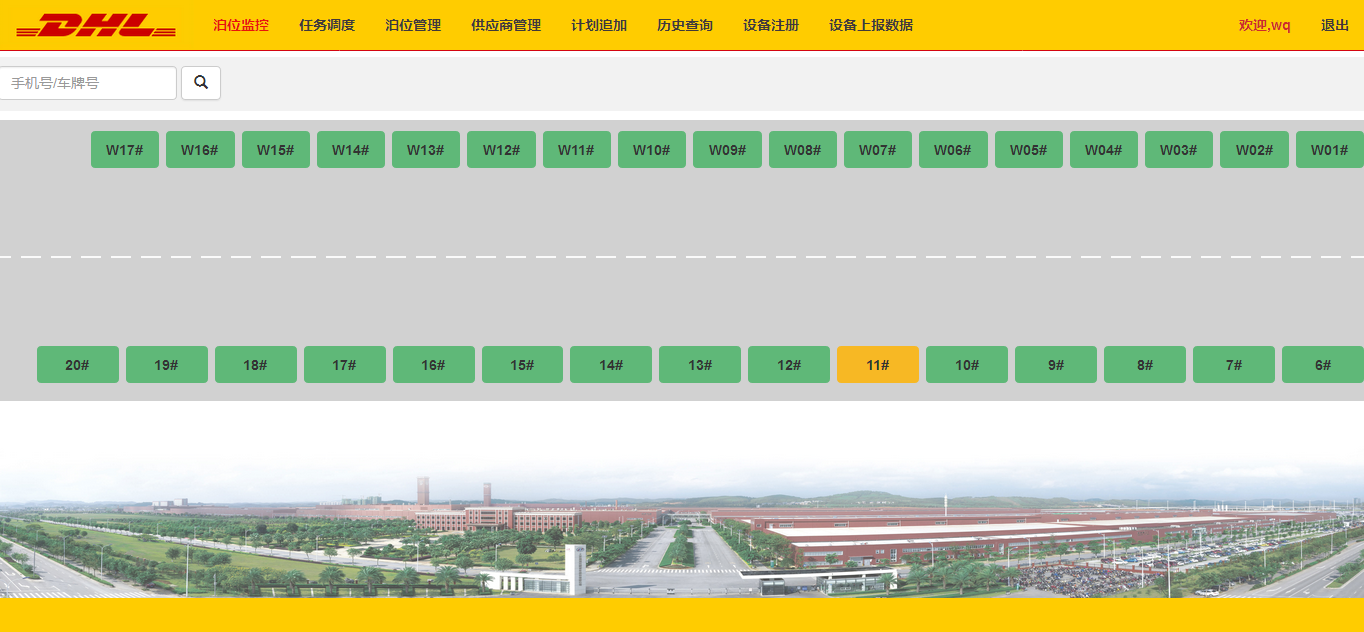 DHL 泊位监控 任务调度 泊位管理 供应商管理 计划追加 历史查询 设备注册 设备上报数据 欢迎,wq 退出
手机号/车牌号
W17# W16# W15# W14# W13# W12# W11# W10# W09# W08# W07# W06# W05# W04# W03# W02# W01#
20# 19# 18# 17# 16# 15# 14# 13# 12# 11# 10# 9# 8# 7# 6#